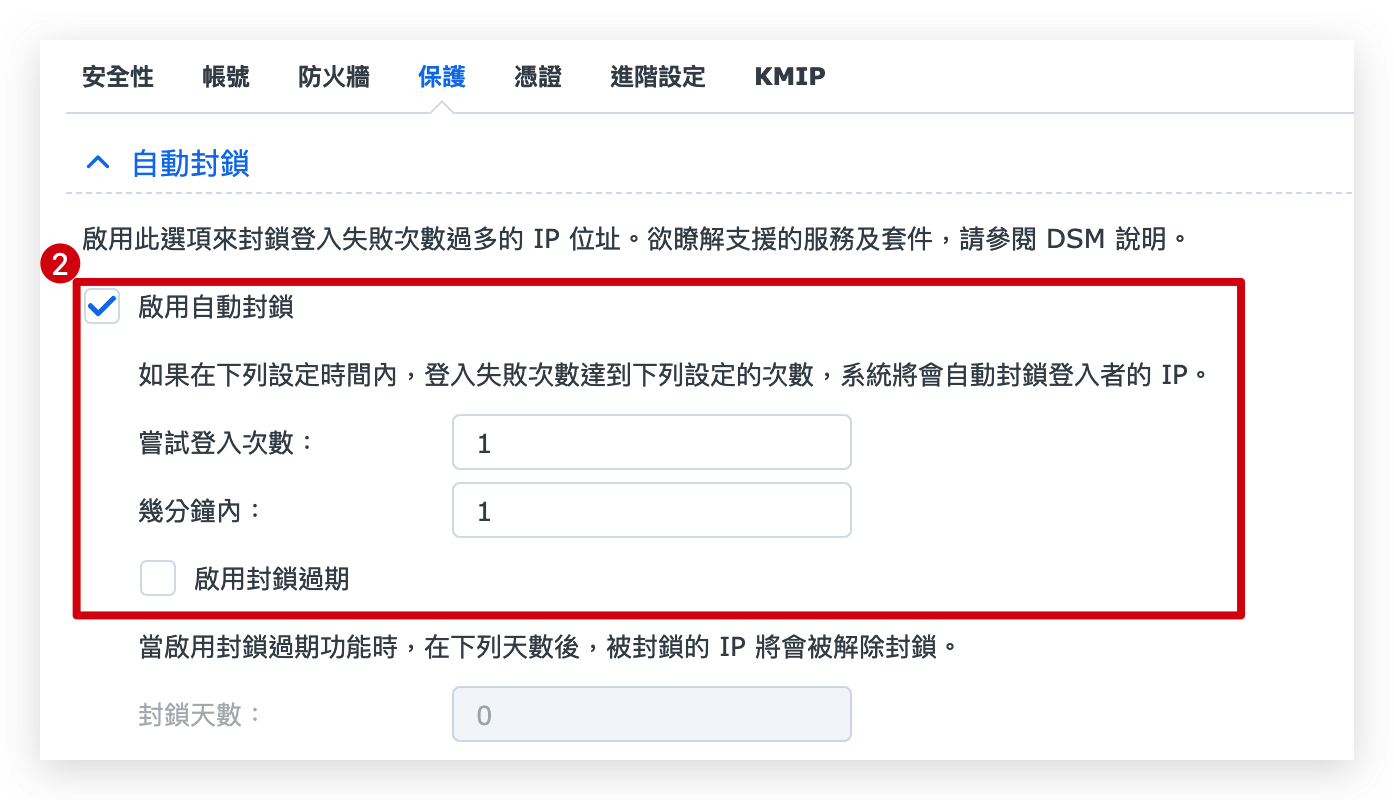 安全性 帳號 防火牆 保護 憑證 進階設定 KMIP
自動封鎖
啟用此選項來封鎖登入失敗次數過多的 IP 位址。欲瞭解支援的服務及套件，請參閱 DSM 說明。
2
啟用自動封鎖
如果在下列設定時間內，登入失敗次數達到下列設定的次數，系統將會自動封鎖登入者的 IP。
嘗試登入次數： 1
幾分鐘內： 1
啟用封鎖過期
當啟用封鎖過期功能時，在下列天數後，被封鎖的 IP 將會被解除封鎖。
封鎖天數： 0